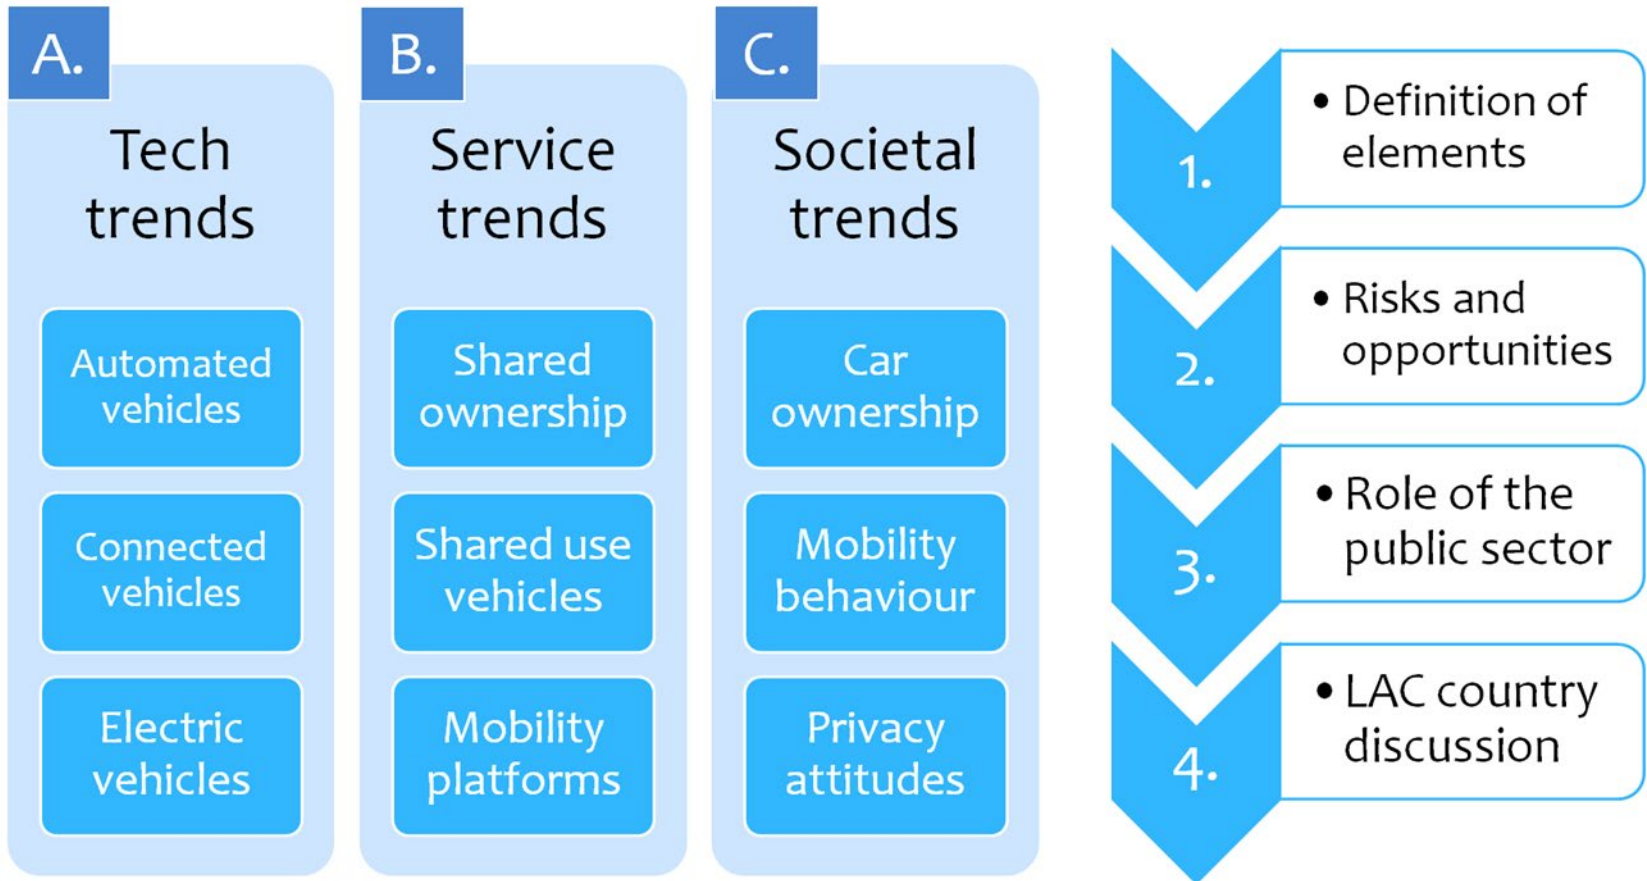 A.
Tech
trends
Automated
vehicles
Connected
vehicles
Electric
vehicles
B.
Service
trends
Shared
ownership
Shared use
vehicles
Mobility
platforms
C.
Societal
trends
Car
ownership
Mobility
behaviour
Privacy
attitudes
1.
• Definition of
elements
2.
• Risks and
opportunities
3.
• Role of the
public sector
4.
• LAC country
discussion